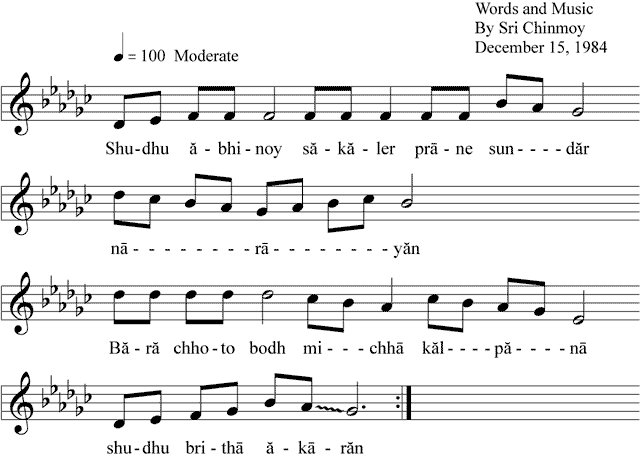 Words and Music
By Sri Chinmoy
December 15, 1984
= 100 Moderate
Shu-dhu ă-bhi-noy să-kă-ler prā-ne sun----dăr
nā---------rā--------yăn
Bă-ră chho-to bodh mi---chhā kăl----pă---nā
shu-dhu bri-thā ă-kā-răn